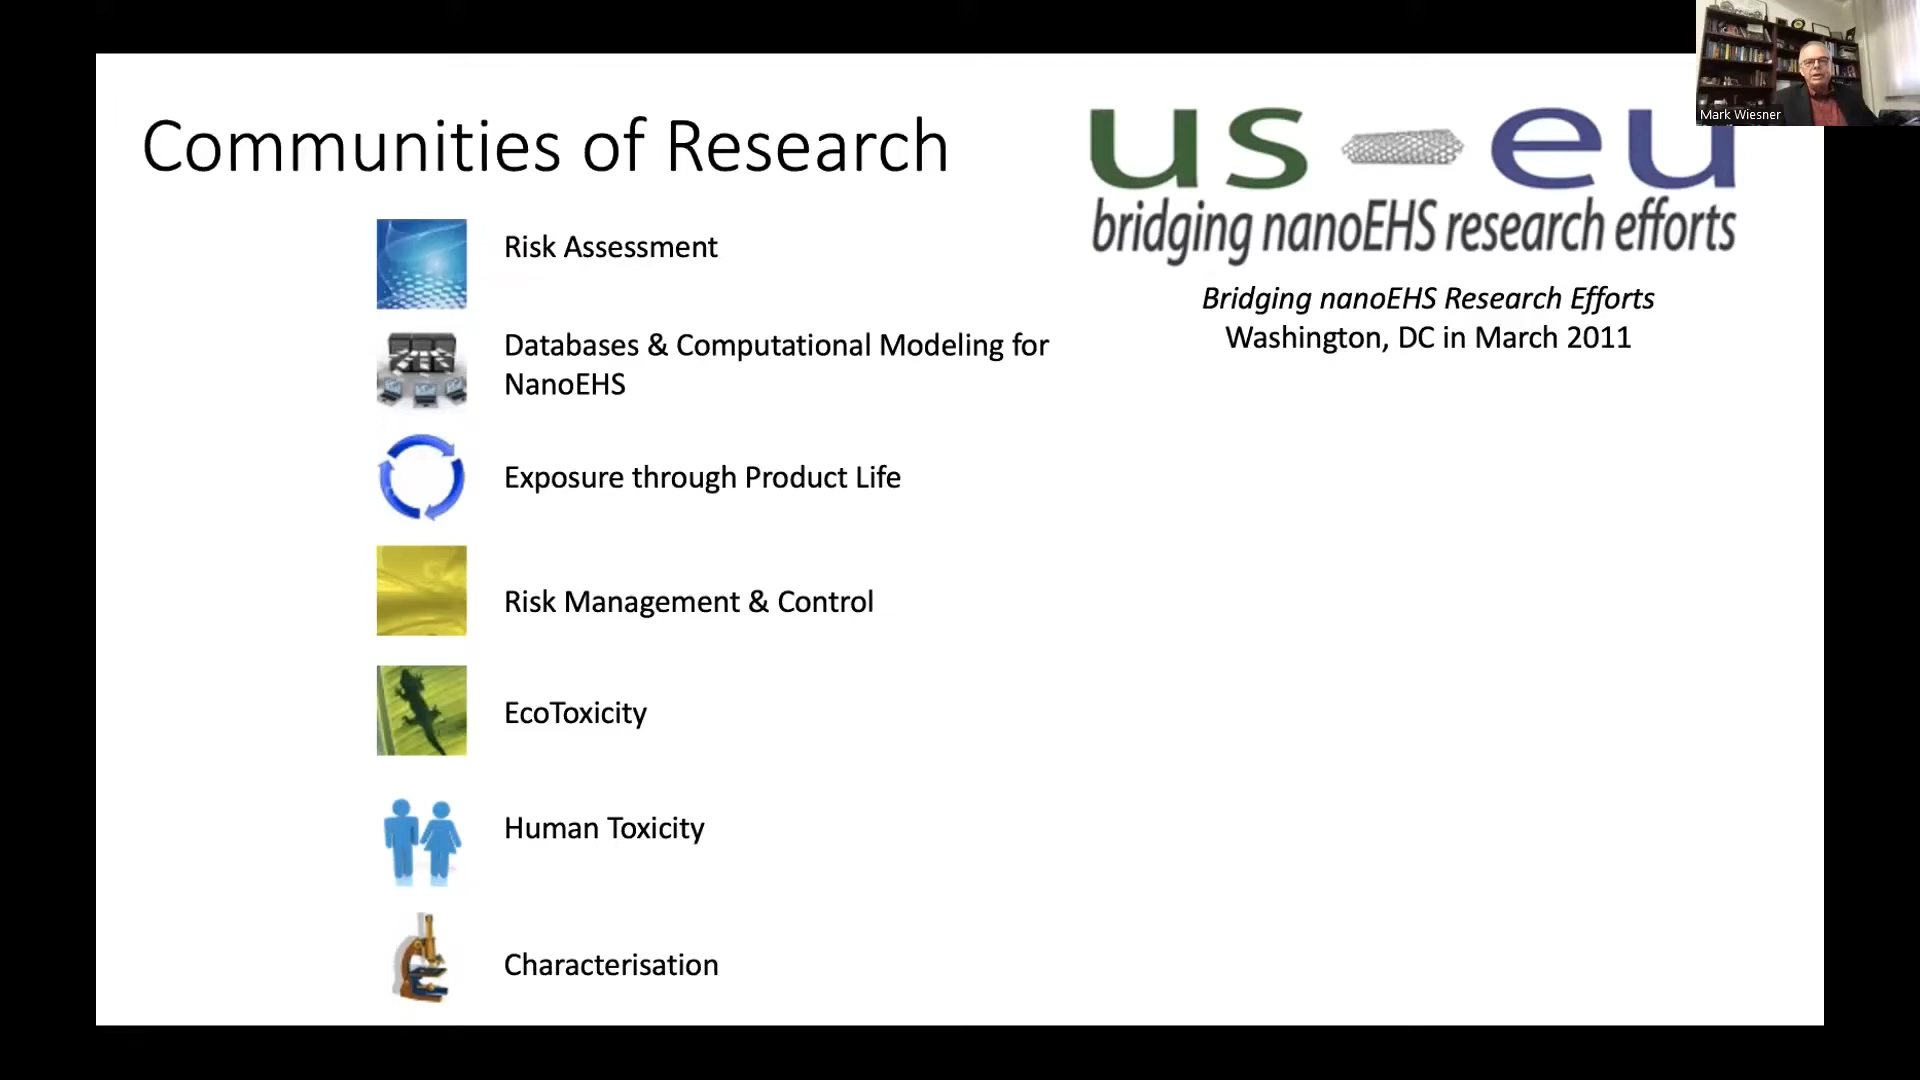 Communities of Research
Risk Assessment
Databases & Computational Modeling for
NanoEHS
Exposure through Product Life
Risk Management & Control
EcoToxicity
Human Toxicity
Characterisation
us eu
bridging nanoEHS research efforts
Bridging nanoEHS Research Efforts
Washington, DC in March 2011
Mark Wiesner